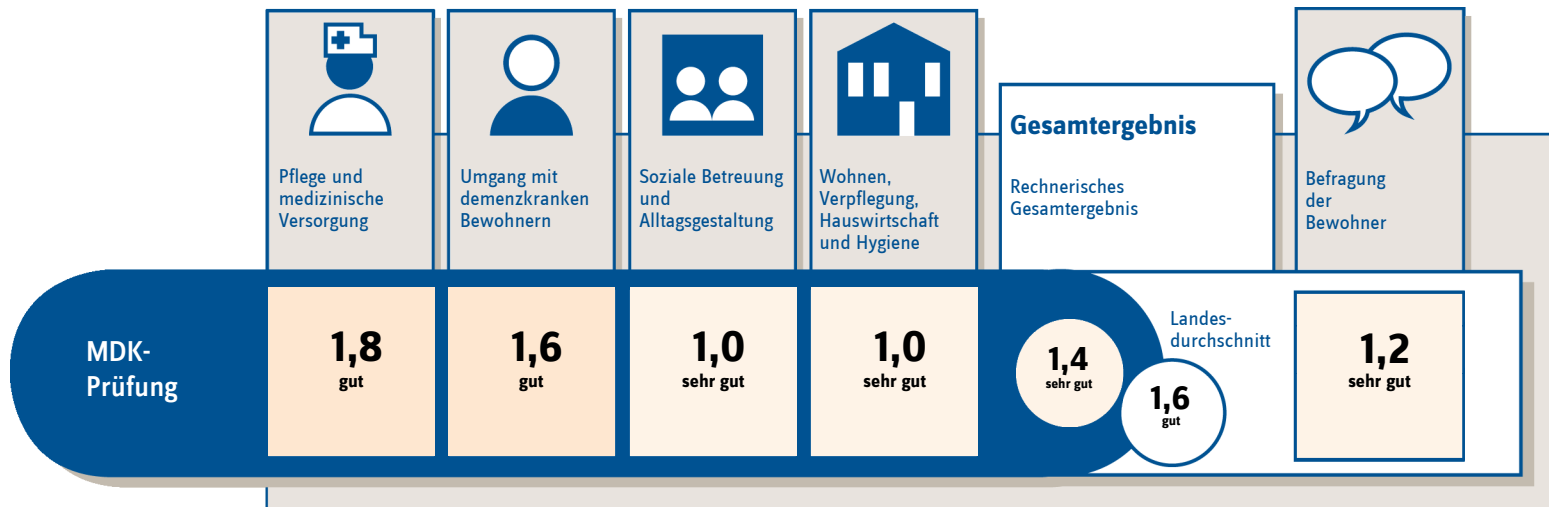 Pflege und
medizinische
Versorgung
Umgang mit
demenzkranken
Bewohnern
Soziale Betreuung
und
Alltagsgestaltung
Wohnen,
Verpflegung,
Hauswirtschaft
und Hygiene
Gesamtergebnis
Rechnerisches
Gesamtergebnis
Befragung
der
Bewohner
MDK-
Prüfung
1,8
gut
1,6
gut
1,0
sehr gut
1,0
sehr gut
1,4
sehr gut
Landes-
durchschnitt
1,6
gut
1,2
sehr gut